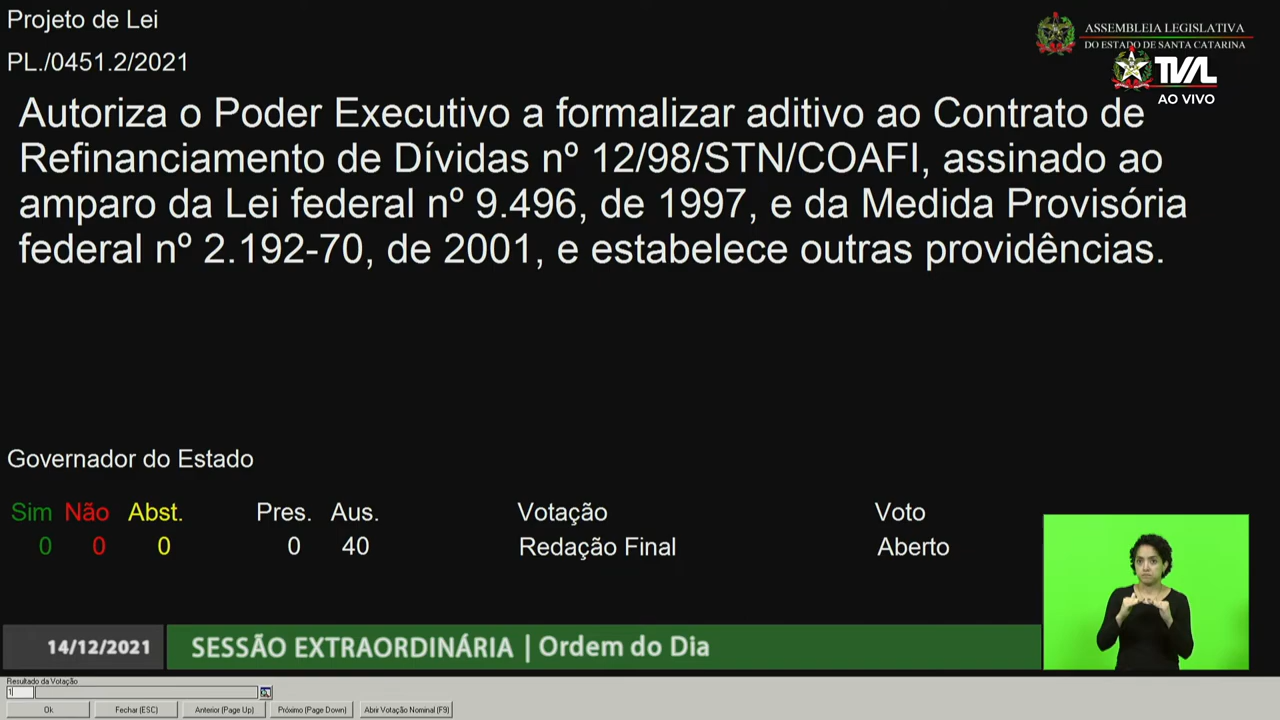 Projeto de Lei
PL./0451.2/2021
ASSEMBLEIA LEGISLATIVA
DO ESTADO DE SANTA CATARINA
TVAL
AO VIVO
Autoriza o Poder Executivo a formalizar aditivo ao Contrato de
Refinanciamento de Dívidas nº 12/98/STN/COAFI, assinado ao
amparo da Lei federal nº 9.496, de 1997, e da Medida Provisória
federal nº 2.192-70, de 2001, e estabelece outras providências.
Governador do Estado
Sim Não Abst. Pres. Aus. Votação Voto
0 0 0 0 40 Redação Final Aberto
14/12/2021 SESSÃO EXTRAORDINÁRIA | Ordem do Dia
Resultado da Votação
1
Ok Fechar (ESC) Anterior (Page Up) Próximo (Page Down) Abrir Votação Nominal (F9)